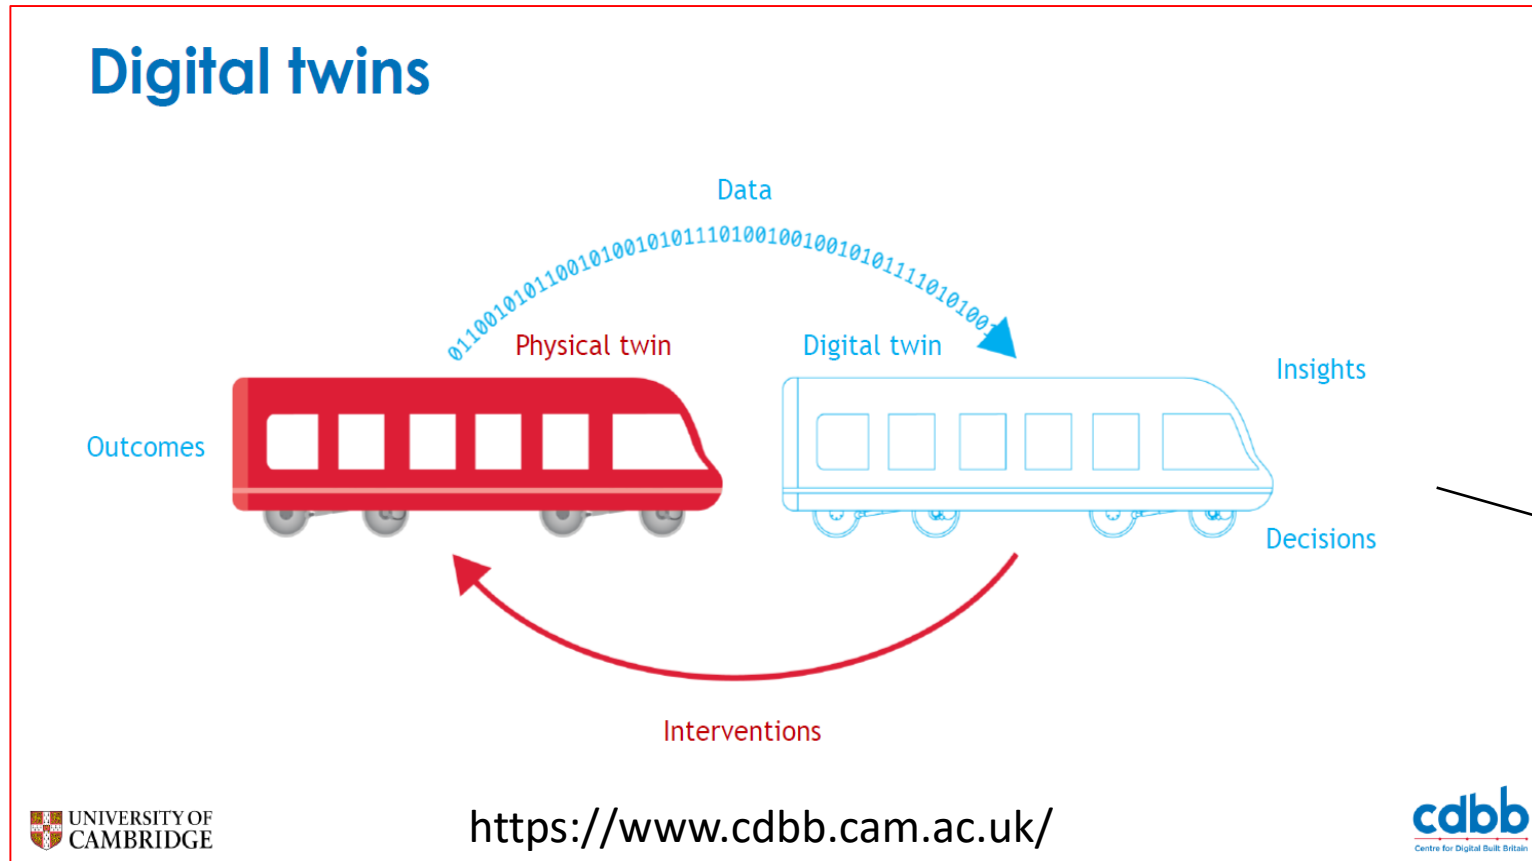 Digital twins
Data
01100101011001010010101110100100100101011110101001
Physical twin
Digital twin
Insights
Outcomes
Decisions
Interventions
UNIVERSITY OF
CAMBRIDGE
https://www.cdbb.cam.ac.uk/
cdbb
Centre for Digital Built Britain